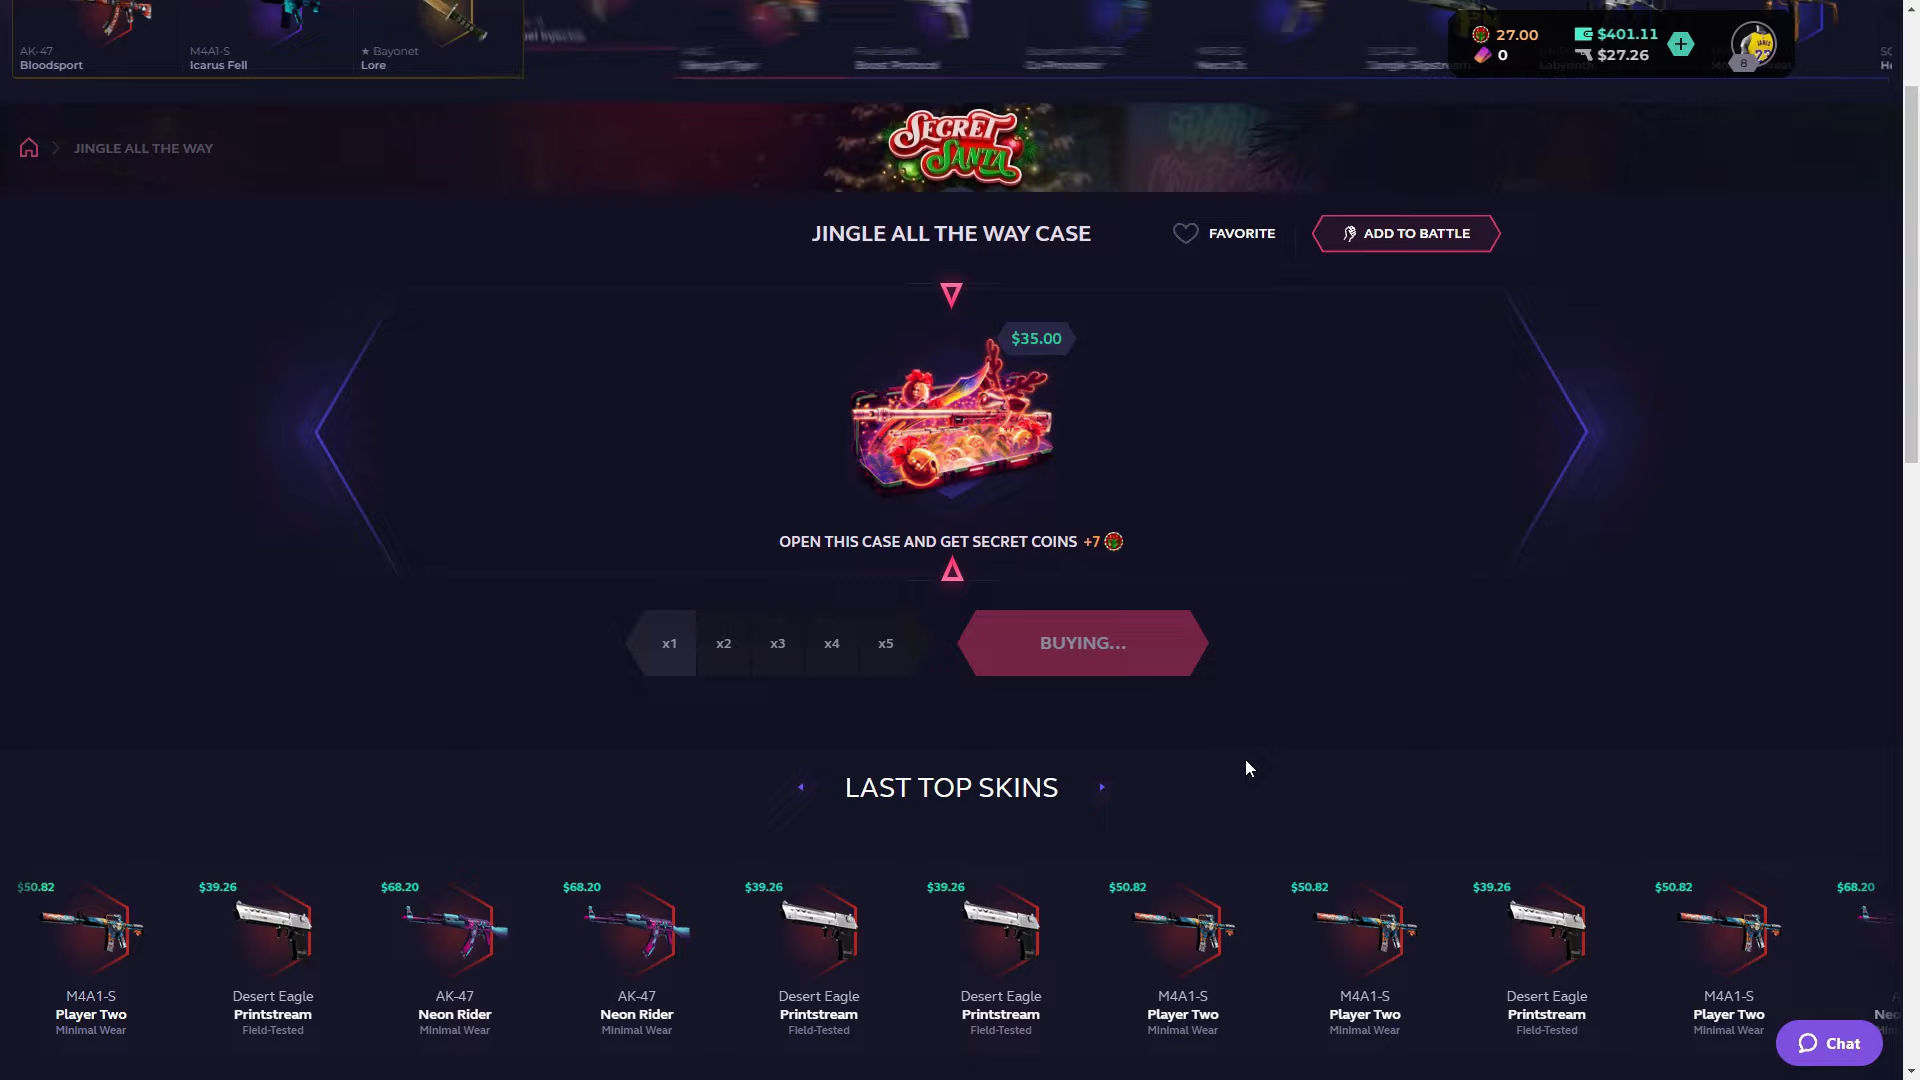 AK-47
Bloodsport
M4A1-S
Icarus Fell
★ Bayonet
Lore
27.00
$401.11
0
$27.26
8
JINGLE ALL THE WAY
SECRET
SANTA
JINGLE ALL THE WAY CASE
FAVORITE
ADD TO BATTLE
$35.00
OPEN THIS CASE AND GET SECRET COINS +7
x1
x2
x3
x4
x5
BUYING...
LAST TOP SKINS
$50.82
$39.26
$68.20
$68.20
$39.26
$39.26
$50.82
$50.82
$39.26
$50.82
$68.20
M4A1-S
Player Two
Minimal Wear
Desert Eagle
Printstream
Field-Tested
AK-47
Neon Rider
Minimal Wear
AK-47
Neon Rider
Minimal Wear
Desert Eagle
Printstream
Field-Tested
Desert Eagle
Printstream
Field-Tested
M4A1-S
Player Two
Minimal Wear
M4A1-S
Player Two
Minimal Wear
Desert Eagle
Printstream
Field-Tested
M4A1-S
Player Two
Minimal Wear
Chat